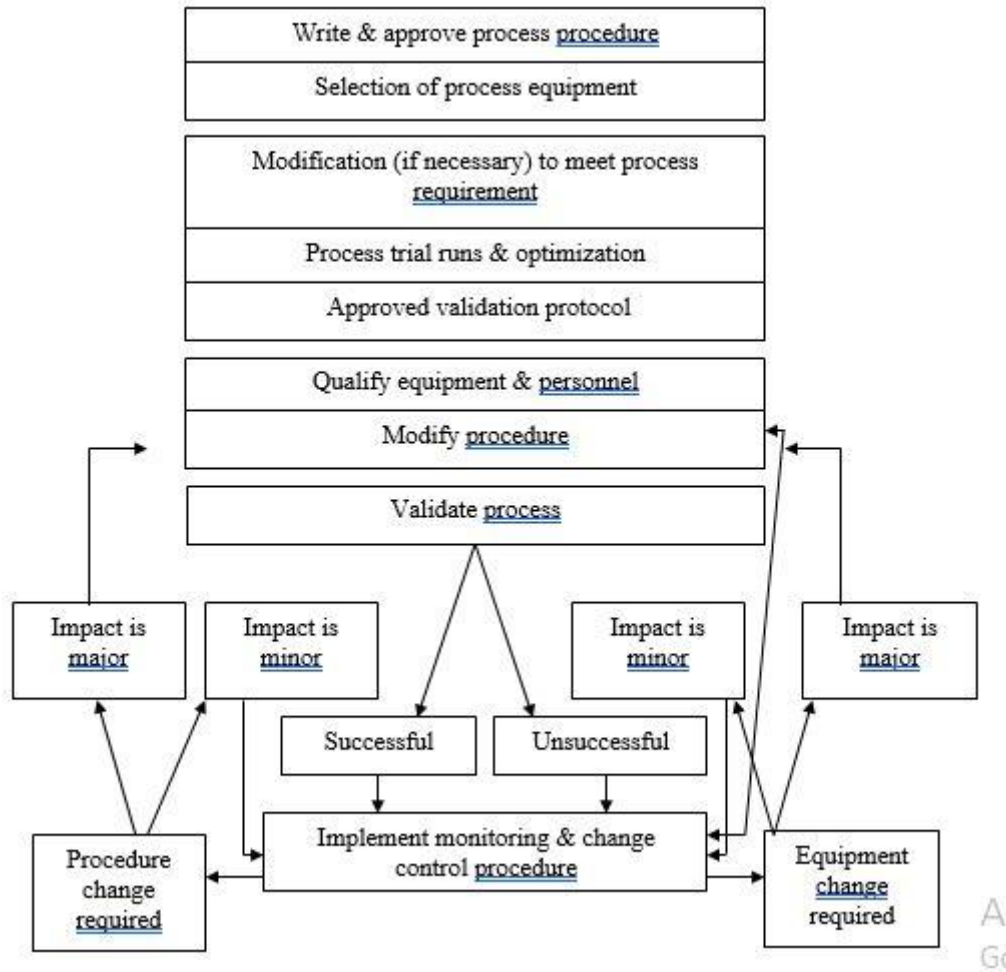 Write & approve process procedure
Selection of process equipment
Modification (if necessary) to meet process
requirement
Process trial runs & optimization
Approved validation protocol
Qualify equipment & personnel
Modify procedure
Validate process
Impact is
major
Impact is
minor
Impact is
minor
Impact is
major
Successful
Unsuccessful
Implement monitoring & change
control procedure
Procedure
change
required
Equipment
change
required